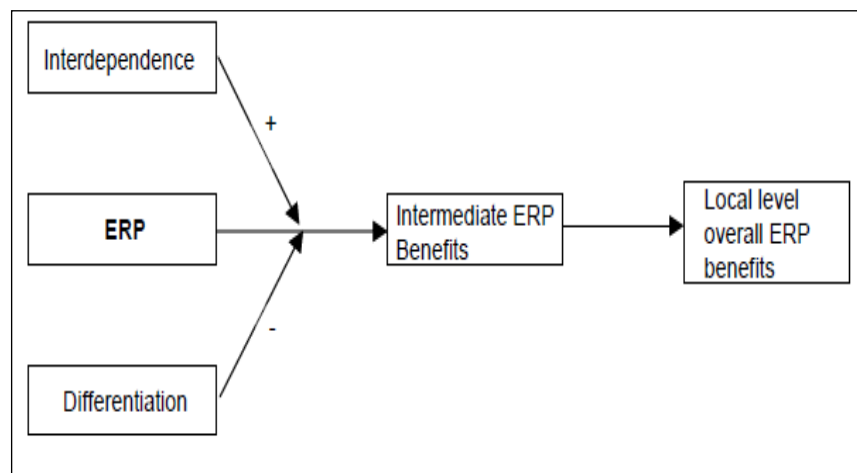 Interdependence
+
ERP
Intermediate ERP
Benefits
Local level
overall ERP
benefits
-
Differentiation